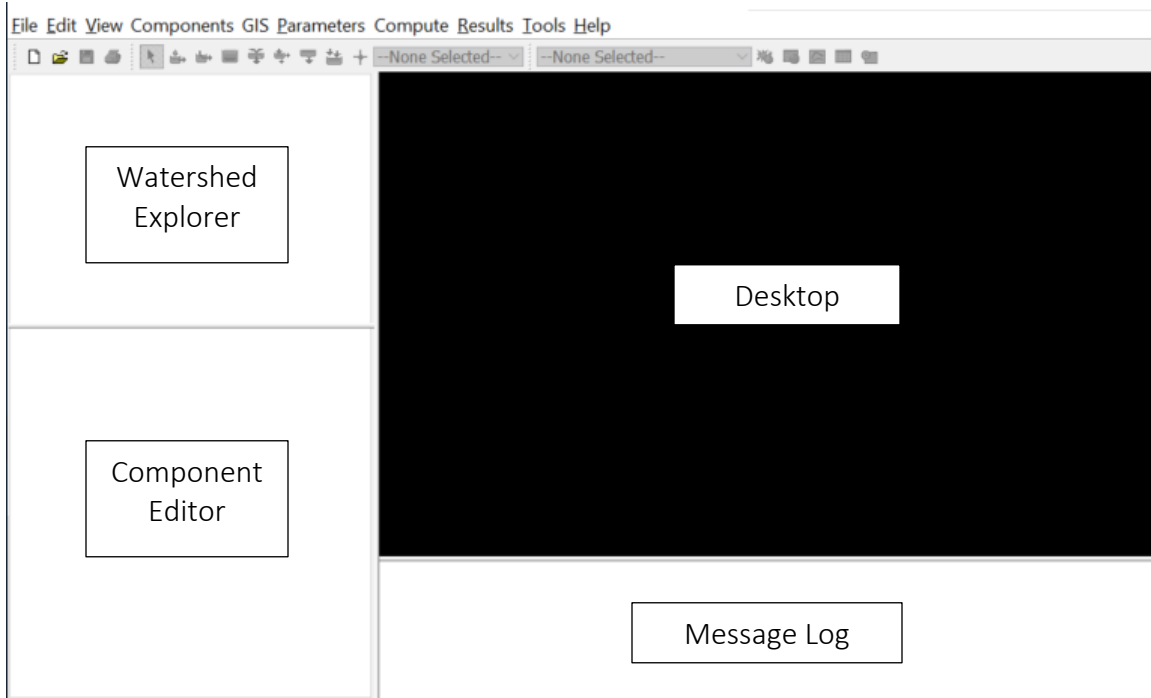 File Edit View Components GIS Parameters Compute Results Tools Help
--None Selected-- --None Selected--
Watershed
Explorer
Desktop
Component
Editor
Message Log